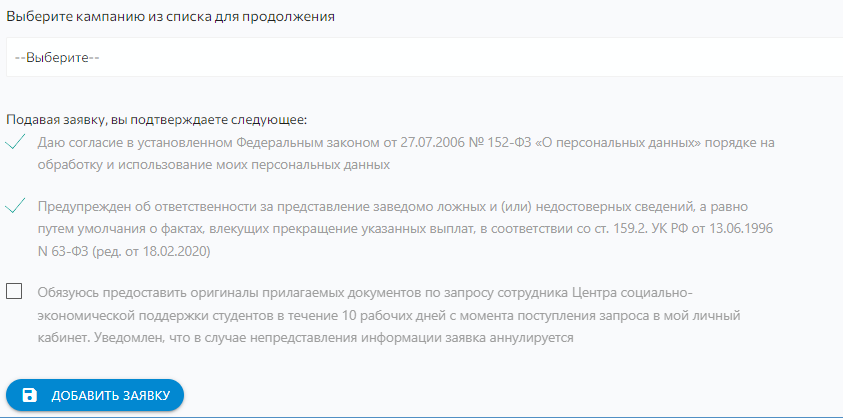 Выберите кампанию из списка для продолжения
--Выберите--
Подавая заявку, вы подтверждаете следующее:
Даю согласие в установленном Федеральным законом от 27.07.2006 № 152-ФЗ «О персональных данных» порядке на
обработку и использование моих персональных данных
Предупрежден об ответственности за представление заведомо ложных и (или) недостоверных сведений, а равно
путем умолчания о фактах, влекущих прекращение указанных выплат, в соответствии со ст. 159.2. УК РФ от 13.06.1996
N 63-ФЗ (ред. от 18.02.2020)
Обязуюсь предоставить оригиналы прилагаемых документов по запросу сотрудника Центра социально-
экономической поддержки студентов в течение 10 рабочих дней с момента поступления запроса в мой личный
кабинет. Уведомлен, что в случае непредставления информации заявка аннулируется
ДОБАВИТЬ ЗАЯВКУ